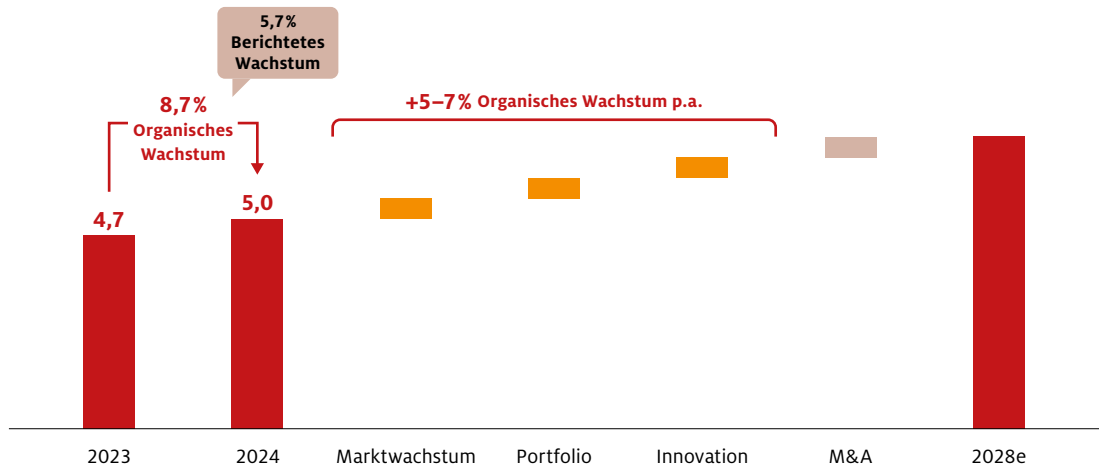 5,7%
Berichtetes
Wachstum
8,7%
Organisches
Wachstum
+5–7% Organisches Wachstum p.a.
4,7
5,0
2023
2024
Marktwachstum
Portfolio
Innovation
M&A
2028e